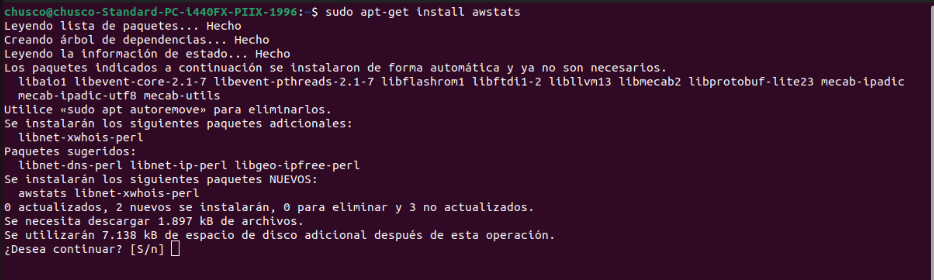 chusco@chusco-Standard-PC-i440FX-PIIX-1996:~$ sudo apt-get install awstats
Leyendo lista de paquetes... Hecho
Creando árbol de dependencias... Hecho
Leyendo la información de estado... Hecho
Los paquetes indicados a continuación se instalaron de forma automática y ya no son necesarios.
  libaio1 libevent-core-2.1-7 libevent-pthreads-2.1-7 libflashrom1 libftdi1-2 libllvm13 libmecab2 libprotobuf-lite23 mecab-ipadic
  mecab-ipadic-utf8 mecab-utils
Utilice «sudo apt autoremove» para eliminarlos.
Se instalarán los siguientes paquetes adicionales:
  libnet-xwhois-perl
Paquetes sugeridos:
  libnet-dns-perl libnet-ip-perl libgeo-ipfree-perl
Se instalarán los siguientes paquetes NUEVOS:
  awstats libnet-xwhois-perl
0 actualizados, 2 nuevos se instalarán, 0 para eliminar y 3 no actualizados.
Se necesita descargar 1.897 kB de archivos.
Se utilizarán 7.138 kB de espacio de disco adicional después de esta operación.
¿Desea continuar? [S/n]